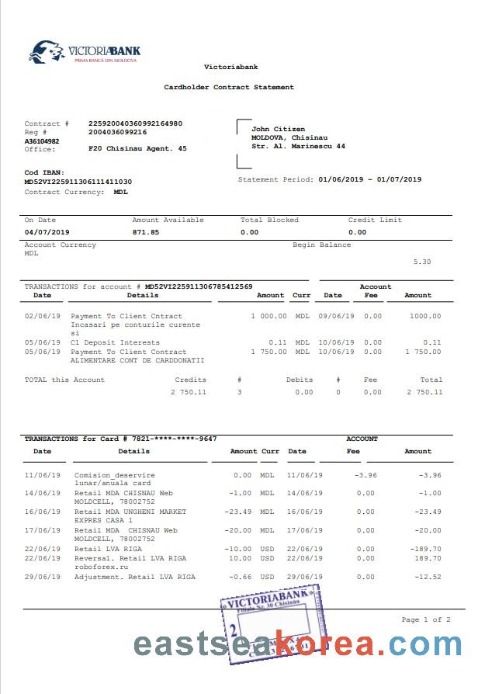 VICTORIABANK
PRIMA BANCĂ DIN MOLDOVA
Victoriabank
Cardholder Contract Statement
Contract # 225920040360992164980
Reg # 2004036099216
A36104982
Office: F20 Chisinau Agent. 45
John Citizen
MOLDOVA, Chisinau
Str. Al. Marinescu 44
Cod IBAN:
MD52VI225911306111411030
Contract Currency: MDL
Statement Period: 01/06/2019 – 01/07/2019
On Date Amount Available Total Blocked Credit Limit
04/07/2019 871.85 0.00 0.00
Account Currency Begin Balance
MDL
5.30
TRANSACTIONS for account # MD52VI225911306785412569 Account
Date Details Amount Curr Date Fee Amount
02/06/19 Payment To Client Cntract 1 000.00 MDL 09/06/19 0.00 1000.00
Incasari pe conturile curente
si
05/06/19 C1 Deposit Interests 0.11 MDL 10/06/19 0.00 0.11
05/06/19 Payment To Client Contract 1 750.00 MDL 10/06/19 0.00 1 750.00
ALIMENTARE CONT DE CARDOONATII
TOTAL this Account Credits # Debits # Fee Total
2 750.11 3 0.00 0 0.00 2 750.11
TRANSACTIONS for Card # 7821-****-****-9647 ACCOUNT
Date Details Amount Curr Date Fee Amount
11/06/19 Comision_deservire 0.00 MDL 11/06/19 -3.96 -3.96
lunar/anuala card
14/06/19 Retail MDA CHISNAU Web -1.00 MDL 14/06/19 0.00 -1.00
MOLDCELL, 78002752
16/06/19 Retail MDA UNGHENI MARKET -23.49 MDL 16/06/19 0.00 -23.49
EXPRES CASA 1
17/06/19 Retail MDA CHISNAU Web -20.00 MDL 17/06/19 0.00 -20.00
MOLDCELL, 78002752
22/06/19 Retail LVA RIGA -10.00 USD 22/06/19 0.00 -189.70
22/06/19 Reversal. Retail LVA RIGA 10.00 USD 22/06/19 0.00 189.70
roboforex.ru
29/06/19 Adjustment. Retail LVA RIGA -0.66 USD 29/06/19 0.00 -12.52
VICTORIABANK
Filiala Nr. 30 Chisinau
2
Page 1 of 2
eastseakorea.com